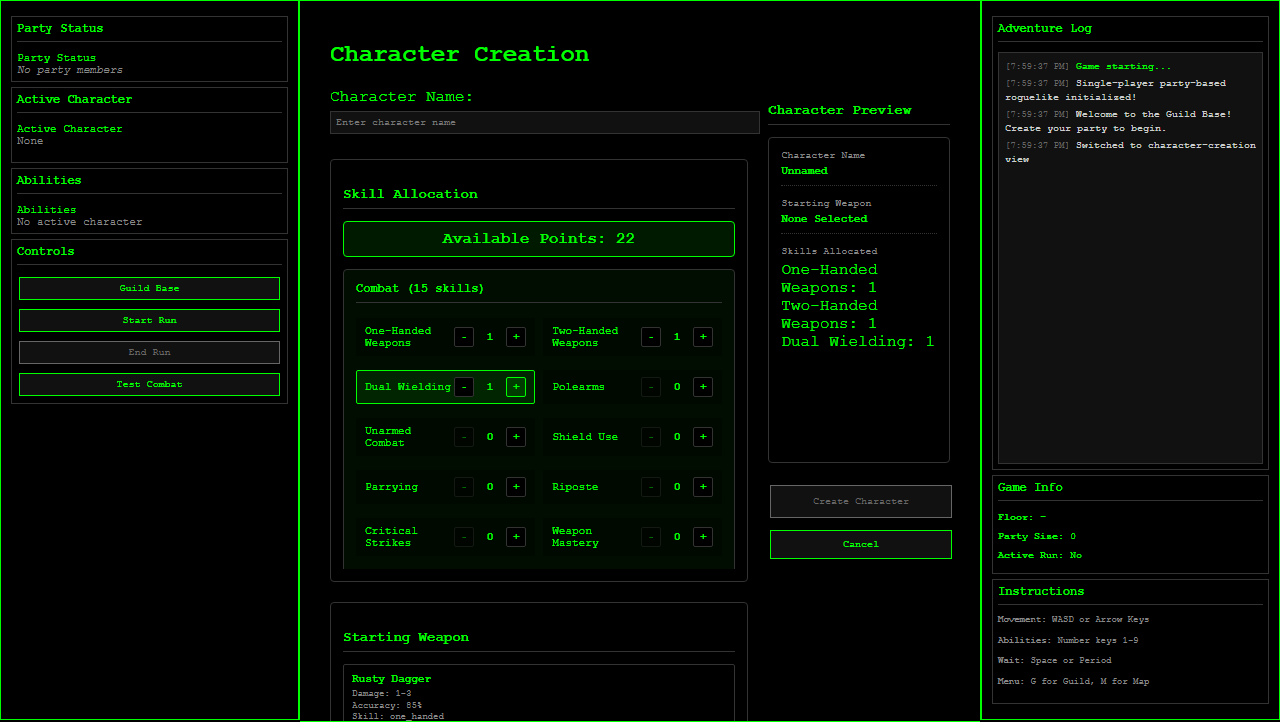 Party Status
Party Status
No party members
Active Character
Active Character
None
Abilities
Abilities
No active character
Controls
Guild Base
Start Run
End Run
Test Combat
Character Creation
Character Name:
Enter character name
Skill Allocation
Available Points: 22
Combat (15 skills)
One-Handed
Weapons
- 1 +
Two-Handed
Weapons
- 1 +
Dual Wielding - 1 +
Polearms - 0 +
Unarmed
Combat
- 0 +
Shield Use - 0 +
Parrying - 0 +
Riposte - 0 +
Critical
Strikes
- 0 +
Weapon
Mastery
- 0 +
Starting Weapon
Rusty Dagger
Damage: 1-3
Accuracy: 85%
Skill: one_handed
Character Preview
Character Name
Unnamed
Starting Weapon
None Selected
Skills Allocated
One-Handed
Weapons: 1
Two-Handed
Weapons: 1
Dual Wielding: 1
Create Character
Cancel
Adventure Log
[7:59:37 PM] Game starting...
[7:59:37 PM] Single-player party-based
roguelike initialized!
[7:59:37 PM] Welcome to the Guild Base!
Create your party to begin.
[7:59:37 PM] Switched to character-creation
view
Game Info
Floor: -
Party Size: 0
Active Run: No
Instructions
Movement: WASD or Arrow Keys
Abilities: Number keys 1-9
Wait: Space or Period
Menu: G for Guild, M for Map